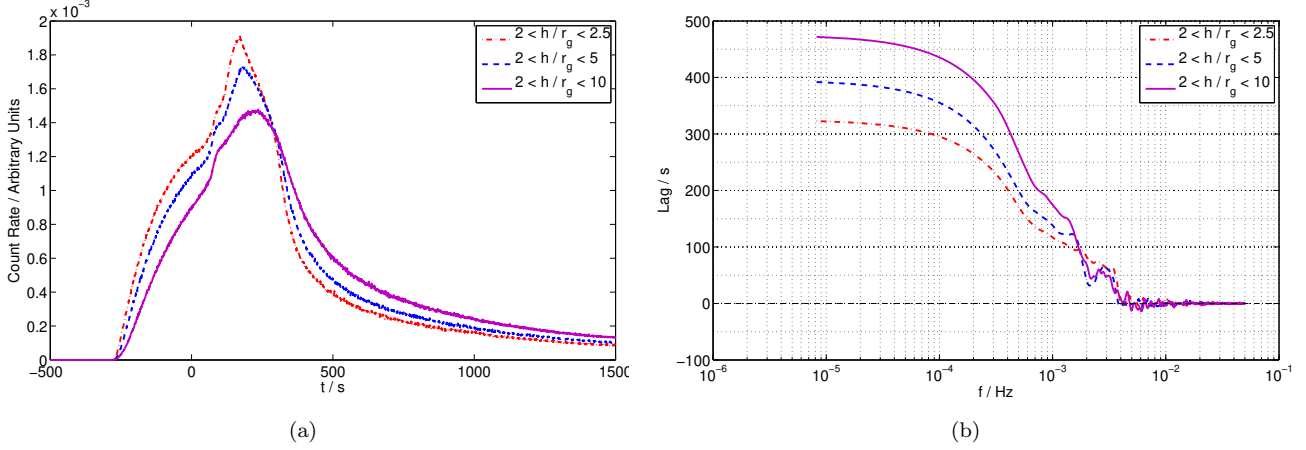 2 x 10⁻³
2 < h / r_g < 2.5
2 < h / r_g < 5
2 < h / r_g < 10
1.8
1.6
1.4
1.2
1
0.8
0.6
0.4
0.2
0
Count Rate / Arbitrary Units
-500 0 500 1000 1500
t / s
(a)
500
400
300
200
100
0
-100
Lag / s
2 < h / r_g < 2.5
2 < h / r_g < 5
2 < h / r_g < 10
10⁻⁶ 10⁻⁵ 10⁻⁴ 10⁻³ 10⁻² 10⁻¹
f / Hz
(b)